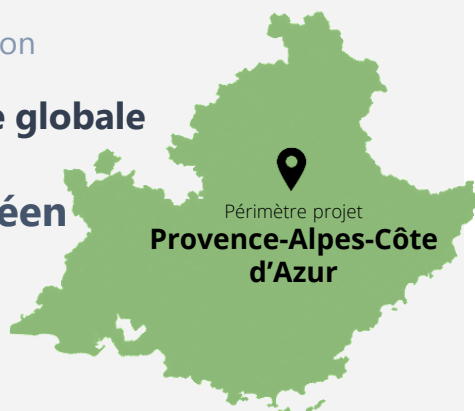 on
e globale
éen
Périmètre projet
Provence-Alpes-Côte
d’Azur